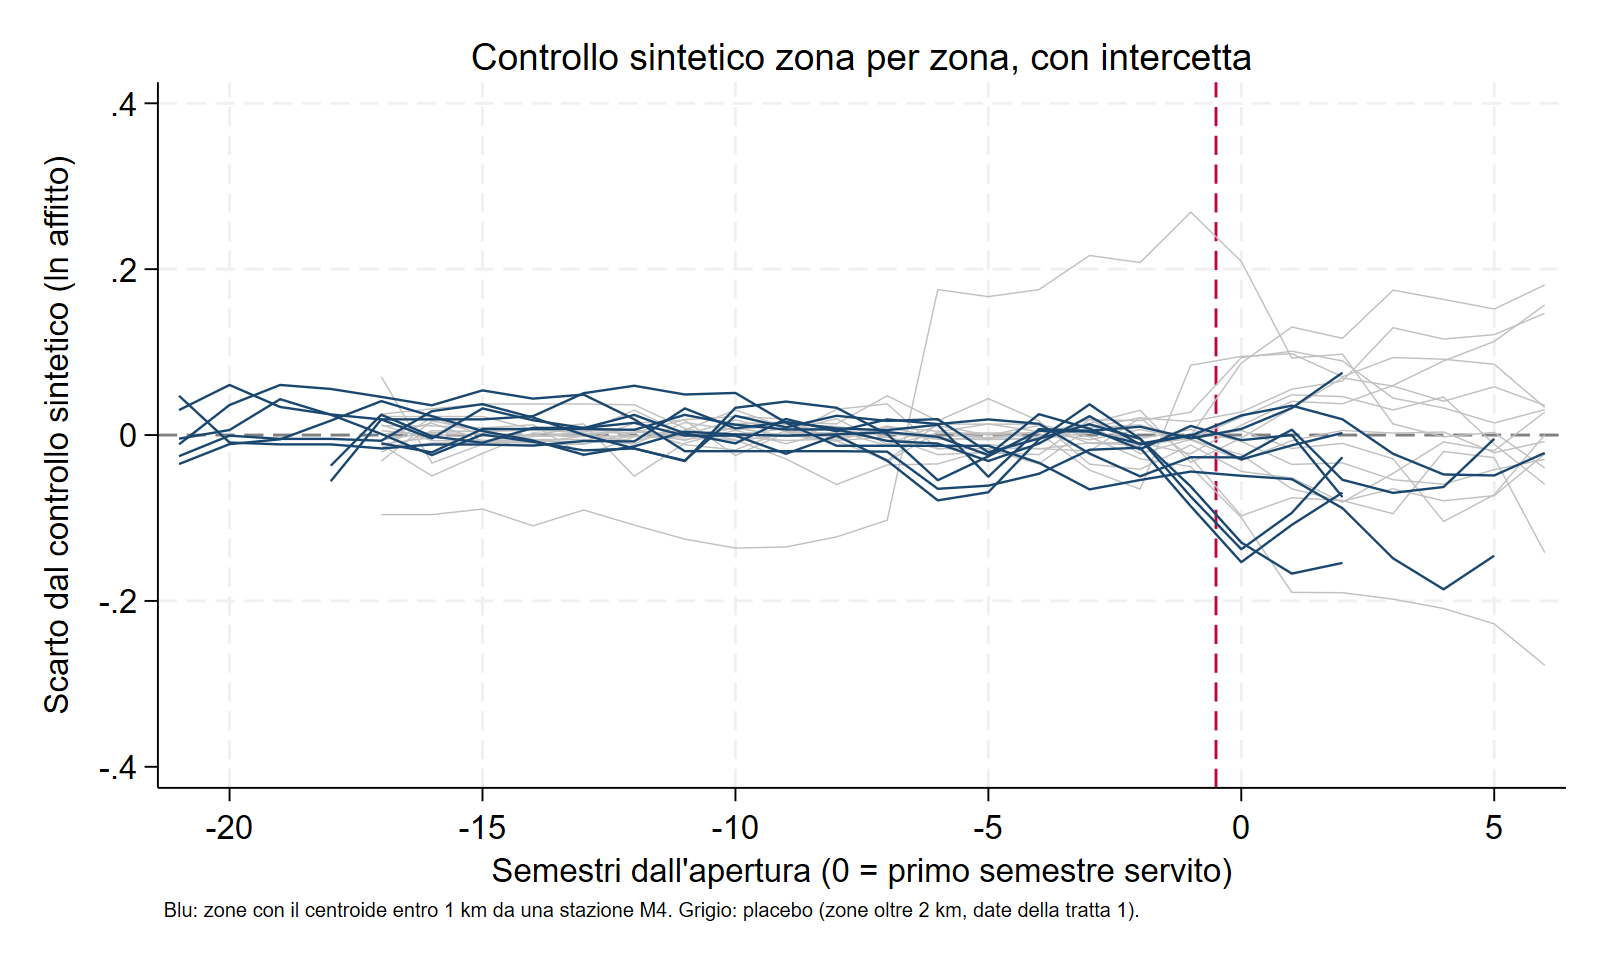 Controllo sintetico zona per zona, con intercetta
Scarto dal controllo sintetico (ln affitto)
.4
.2
0
-.2
-.4
-20 -15 -10 -5 0 5
Semestri dall'apertura (0 = primo semestre servito)
Blu: zone con il centroide entro 1 km da una stazione M4. Grigio: placebo (zone oltre 2 km, date della tratta 1).